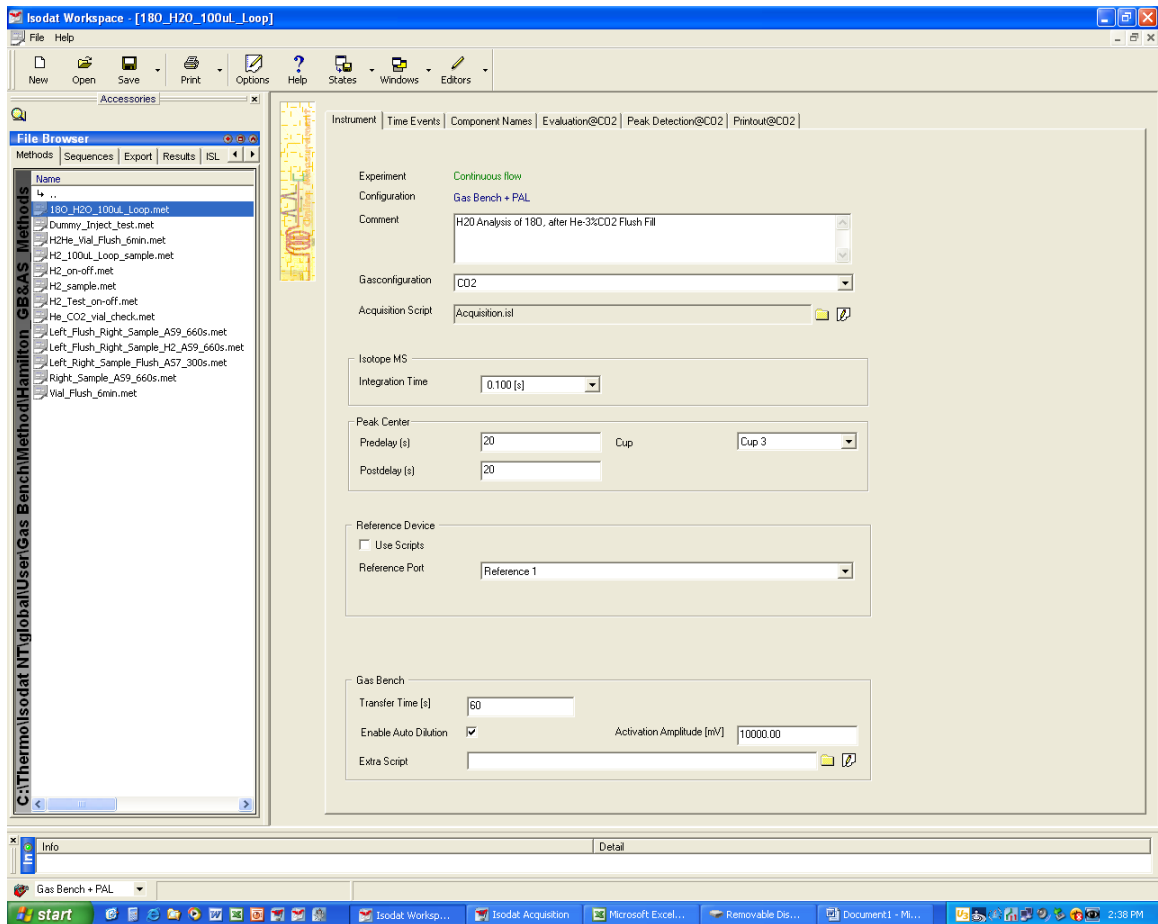 Isodat Workspace - [18O_H2O_100uL_Loop]
File Help
New Open Save Print Options Help States Windows Editors
Accessories
File Browser
Methods Sequences Export Results ISL
Name
..
18O_H2O_100uL_Loop.met
Dummy_Inject_test.met
H2He_Vial_Flush_6min.met
H2_100uL_Loop_sample.met
H2_on-off.met
H2_sample.met
H2_Test_on-off.met
He_CO2_vial_check.met
Left_Flush_Right_Sample_AS9_660s.met
Left_Flush_Right_Sample_H2_AS9_660s.met
Left_Right_Sample_Flush_AS7_300s.met
Right_Sample_AS9_660s.met
Vial_Flush_6min.met
C:\Thermo\Isodat NT\global\User\Gas Bench\Method\Hamilton_GB&AS_Methods
Instrument Time Events Component Names Evaluation@CO2 Peak Detection@CO2 Printout@CO2
Experiment Continuous flow
Configuration Gas Bench + PAL
Comment H20 Analysis of 18O, after He-3%CO2 Flush Fill
Gasconfiguration CO2
Acquisition Script Acquisition.isl
Isotope MS
Integration Time 0.100 [s]
Peak Center
Predelay (s) 20 Cup Cup 3
Postdelay (s) 20
Reference Device
Use Scripts
Reference Port Reference 1
Gas Bench
Transfer Time [s] 60
Enable Auto Dilution Activation Amplitude [mV] 10000.00
Extra Script
Info Detail
In
Gas Bench + PAL
start Isodat Worksp... Isodat Acquisition Microsoft Excel... Removable Dis... Document1 - Mi... 2:38 PM